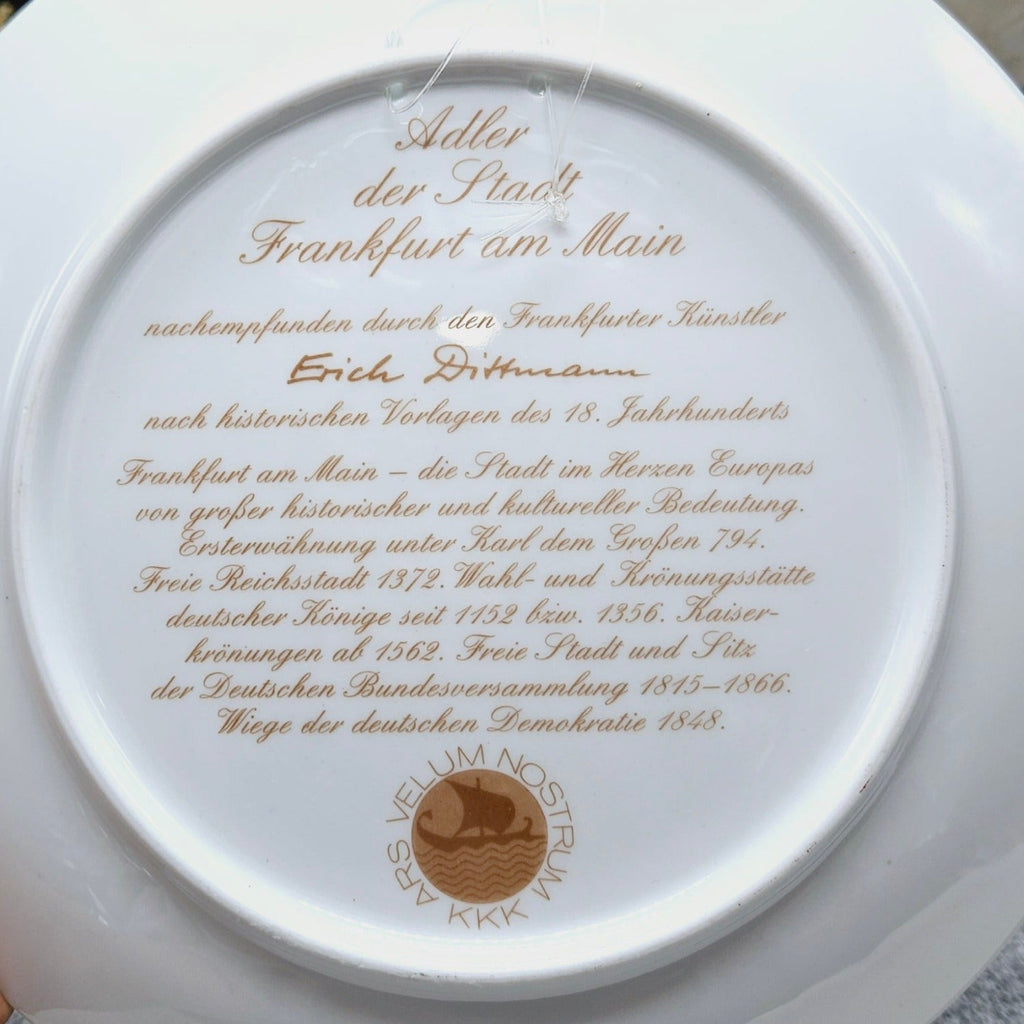 Adler
der Stadt
Frankfurt am Main
nachempfunden durch den Frankfurter Künstler
Erich Dittmann
nach historischen Vorlagen des 18. Jahrhunderts
Frankfurt am Main – die Stadt im Herzen Europas
von großer historischer und kultureller Bedeutung.
Ersterwähnung unter Karl dem Großen 794.
Freie Reichsstadt 1372. Wahl- und Krönungsstätte
deutscher Könige seit 1152 bzw. 1356. Kaiser-
krönungen ab 1562. Freie Stadt und Sitz
der Deutschen Bundesversammlung 1815–1866.
Wiege der deutschen Demokratie 1848.
ARS VELUM NOSTRUM
KKK